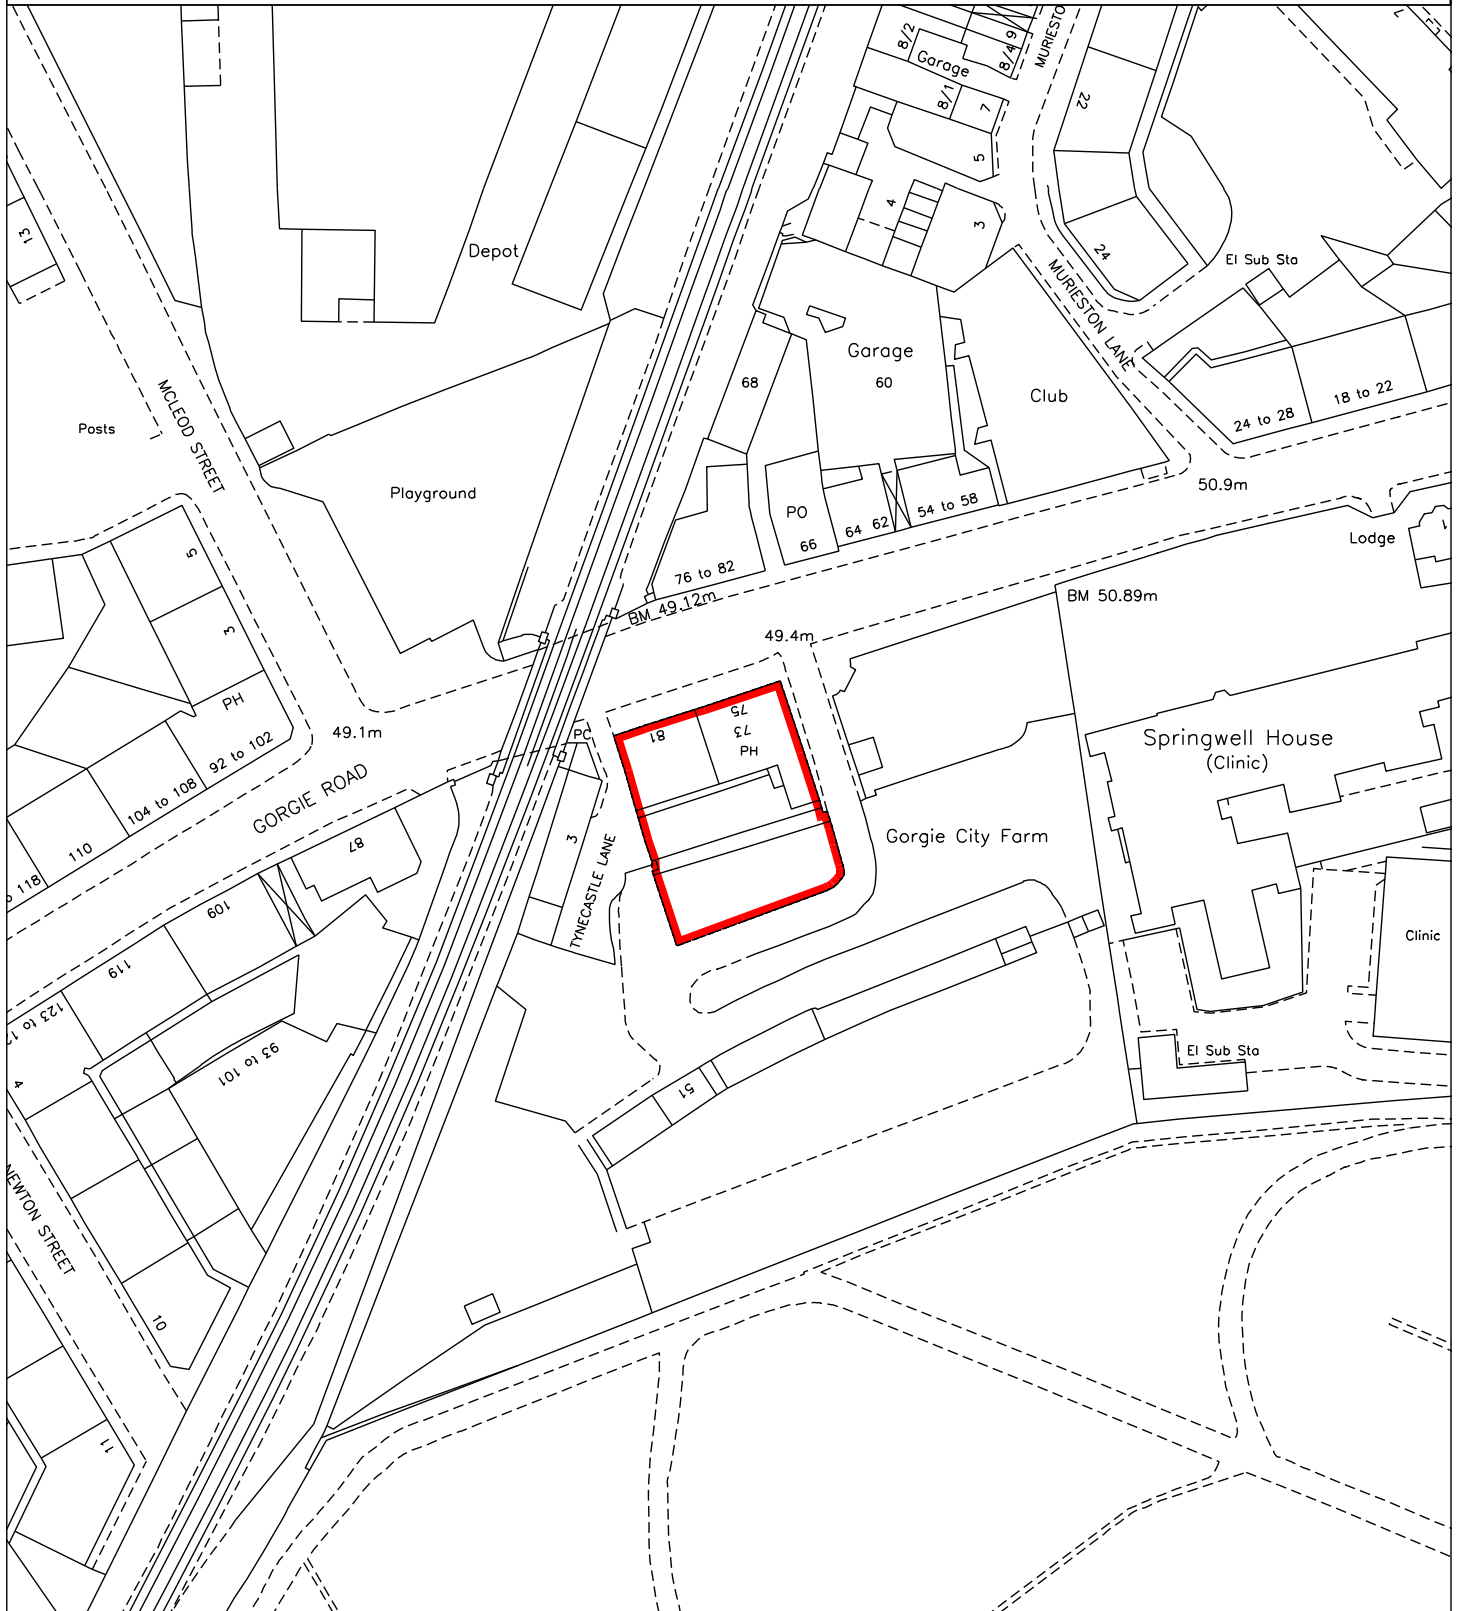 8/2
Garage
8/4
9
8/1
7
5
22
4
3
24
MURIESTON LANE
El Sub Sta
13
Depot
MCLEOD STREET
Posts
Playground
68
Garage
60
Club
24 to 28
18 to 22
50.9m
PO
66
64
62
54 to 58
76 to 82
BM 49.12m
49.4m
BM 50.89m
Lodge
1
5
3
PH
92 to 102
104 to 108
110
49.1m
GORGIE ROAD
PC
81
75
73
PH
3
TYNECASTLE LANE
Gorgie City Farm
Springwell House
(Clinic)
Clinic
El Sub Sta
87
109
119
93 to 101
4
51
NEWTON STREET
10
11